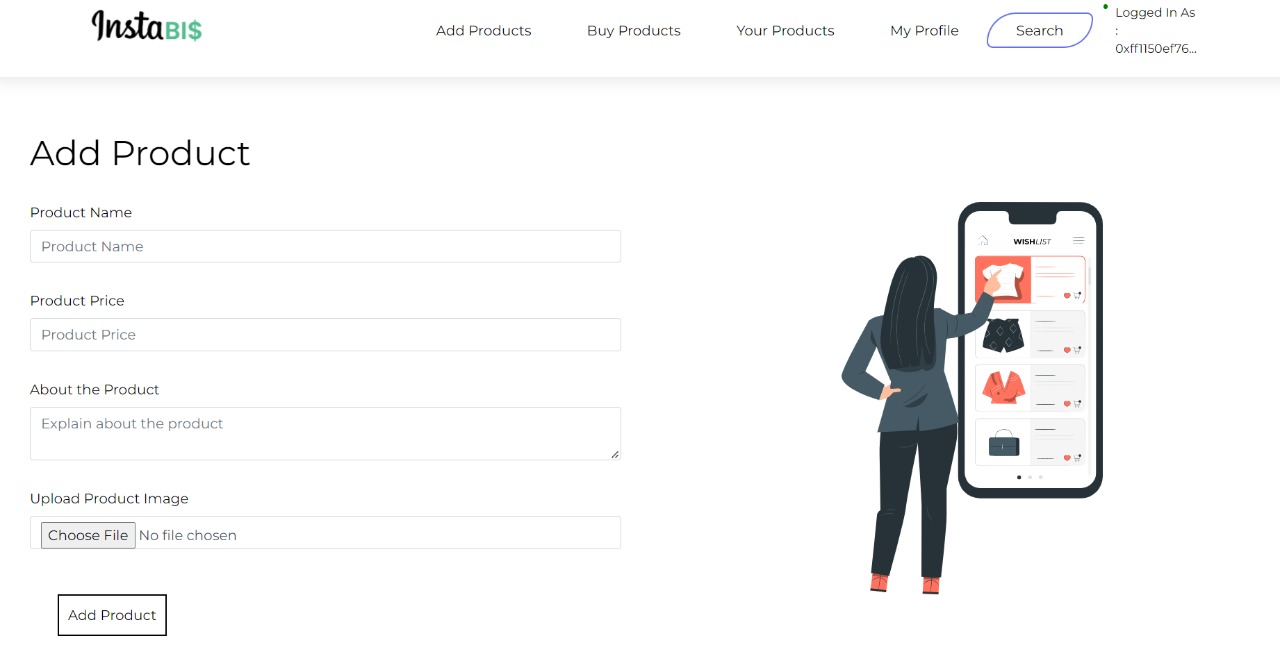 InstaBI$
Add Products
Buy Products
Your Products
My Profile
Search
Logged In As
:
0xff1150ef76...
Add Product
Product Name
Product Name
Product Price
Product Price
About the Product
Explain about the product
Upload Product Image
Choose File No file chosen
Add Product
WISHLIST